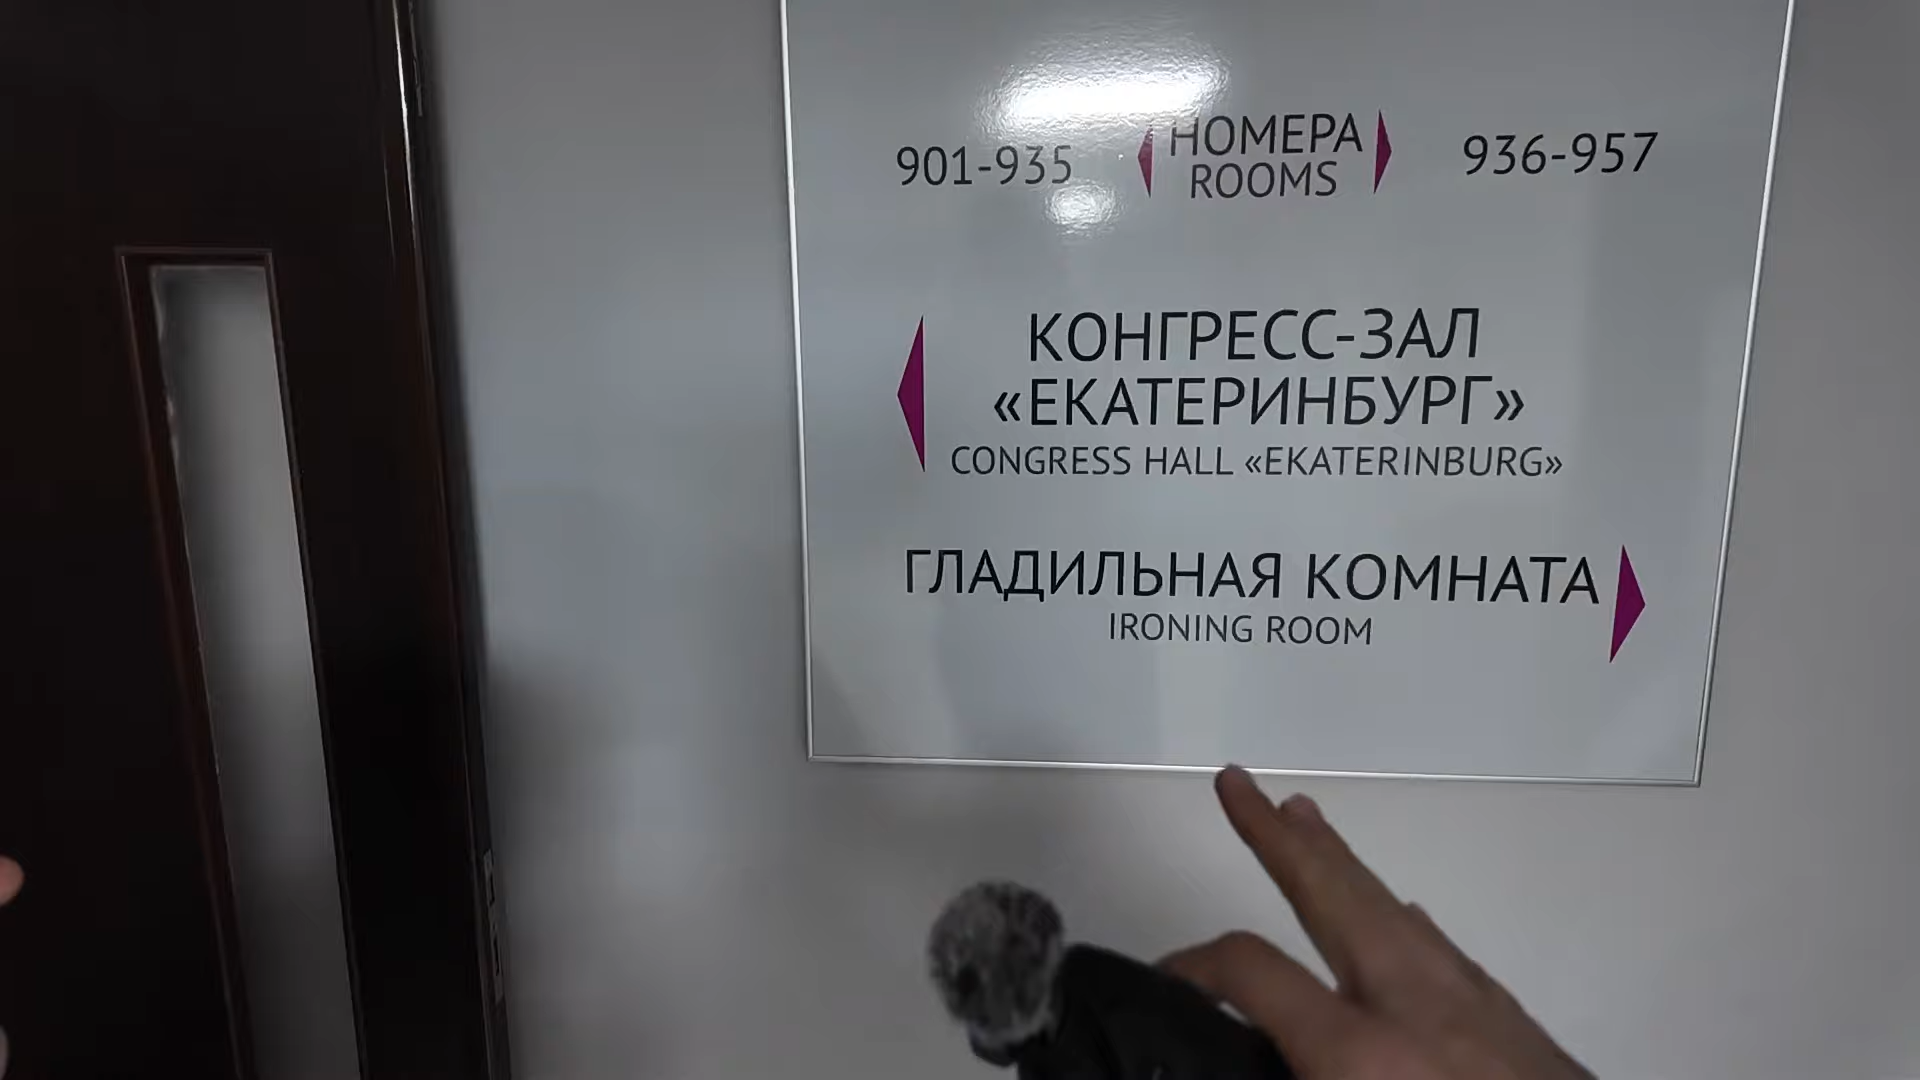 901-935 НОМЕРА 936-957
ROOMS
КОНГРЕСС-ЗАЛ
«ЕКАТЕРИНБУРГ»
CONGRESS HALL «EKATERINBURG»
ГЛАДИЛЬНАЯ КОМНАТА
IRONING ROOM